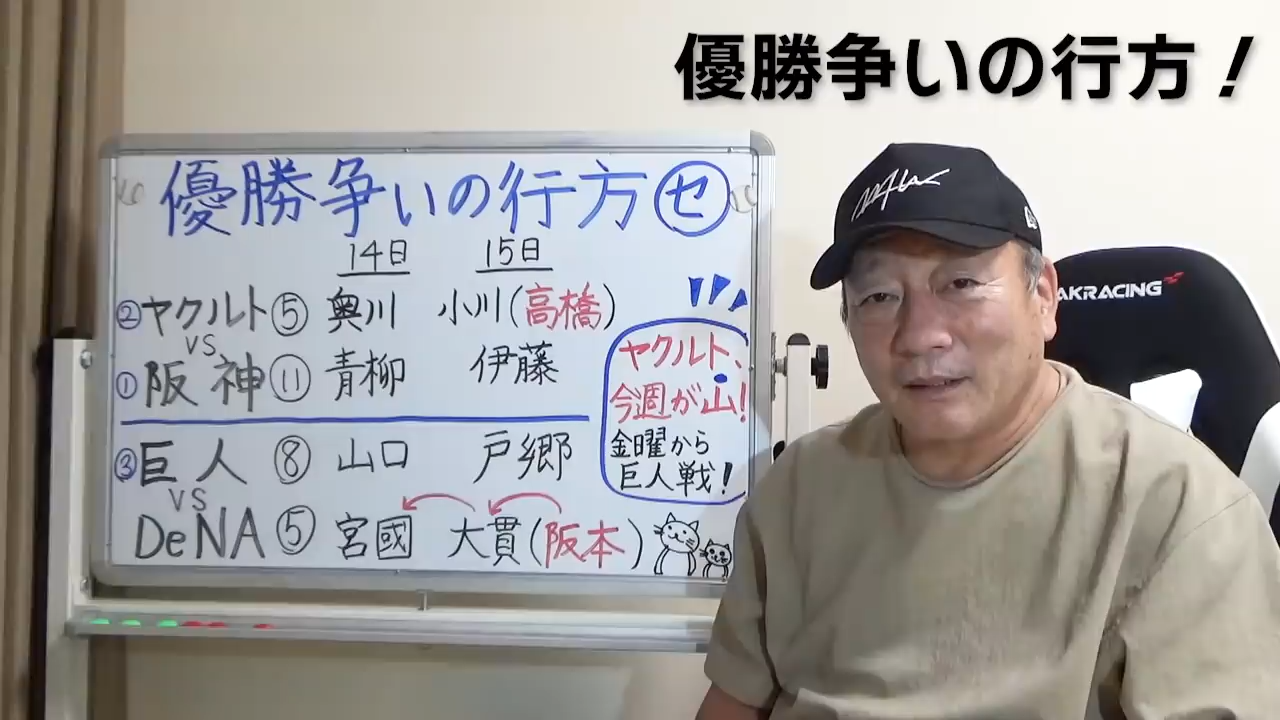 優勝争いの行方!
優勝争いの行方セ
14日 15日
②ヤクルト⑤ 奥川 小川(高橋)
VS
①阪神⑪ 青柳 伊藤
③巨人⑧ 山口 戸郷
VS
DeNA⑤ 宮國 大貫(阪本)
ヤクルト、
今週が山!
金曜から
巨人戦!
AKRACING